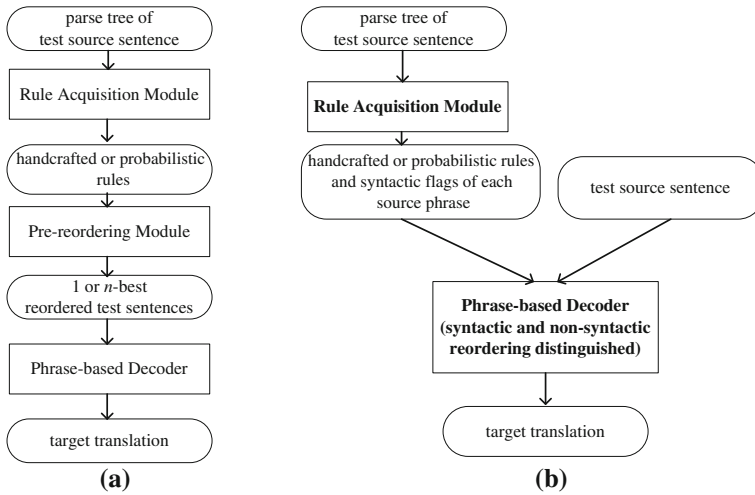 parse tree of
test source sentence
Rule Acquisition Module
handcrafted or probabilistic
rules
Pre-reordering Module
1 or n-best
reordered test sentences
Phrase-based Decoder
target translation
(a)
parse tree of
test source sentence
Rule Acquisition Module
handcrafted or probabilistic rules
and syntactic flags of each
source phrase
test source sentence
Phrase-based Decoder
(syntactic and non-syntactic
reordering distinguished)
target translation
(b)